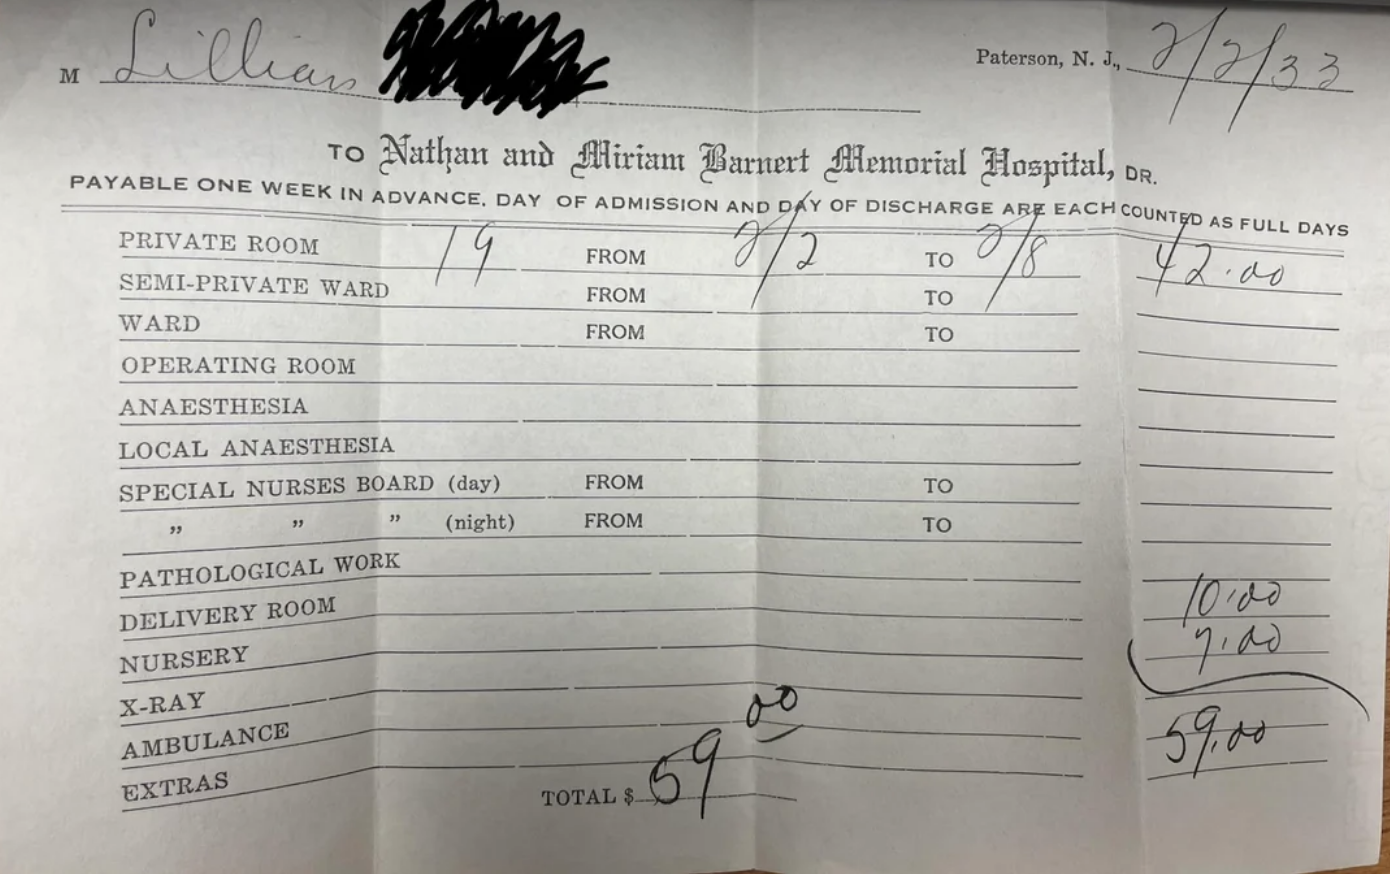 M Lillian Paterson, N. J., 2/2/33
TO Nathan and Miriam Barnert Memorial Hospital, DR.
PAYABLE ONE WEEK IN ADVANCE. DAY OF ADMISSION AND DAY OF DISCHARGE ARE EACH COUNTED AS FULL DAYS
PRIVATE ROOM 19 FROM 2/2 TO 2/8 42.00
SEMI-PRIVATE WARD FROM TO
WARD FROM TO
OPERATING ROOM
ANAESTHESIA
LOCAL ANAESTHESIA
SPECIAL NURSES BOARD (day) FROM TO
" " " (night) FROM TO
PATHOLOGICAL WORK
DELIVERY ROOM 10.00
NURSERY 7.00
X-RAY
AMBULANCE 59.00
EXTRAS
TOTAL $ 59 00